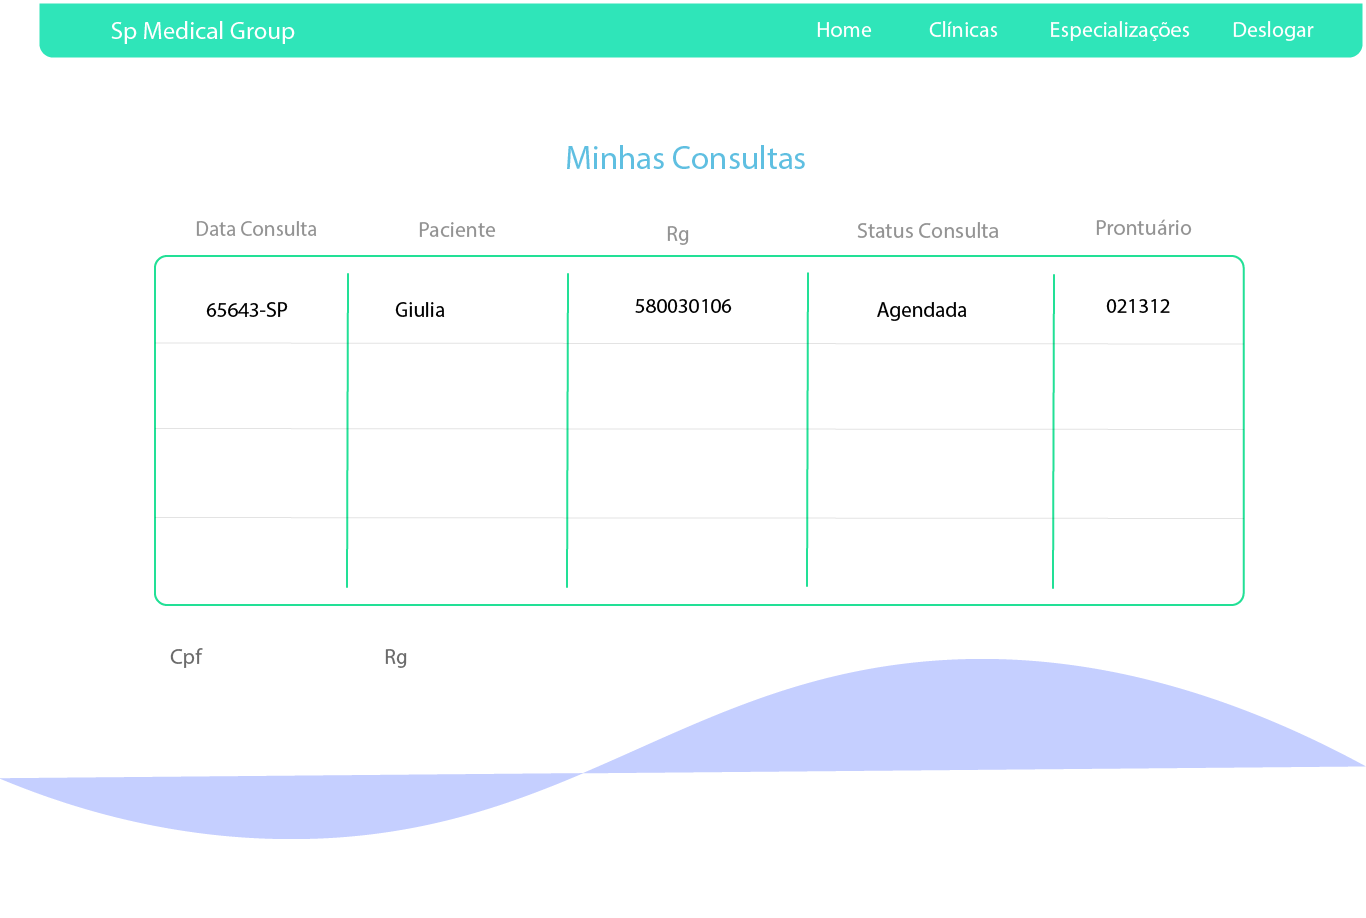 Sp Medical Group Home Clínicas Especializações Deslogar
Minhas Consultas
Data Consulta Paciente Rg Status Consulta Prontuário
65643-SP Giulia 580030106 Agendada 021312
Cpf Rg